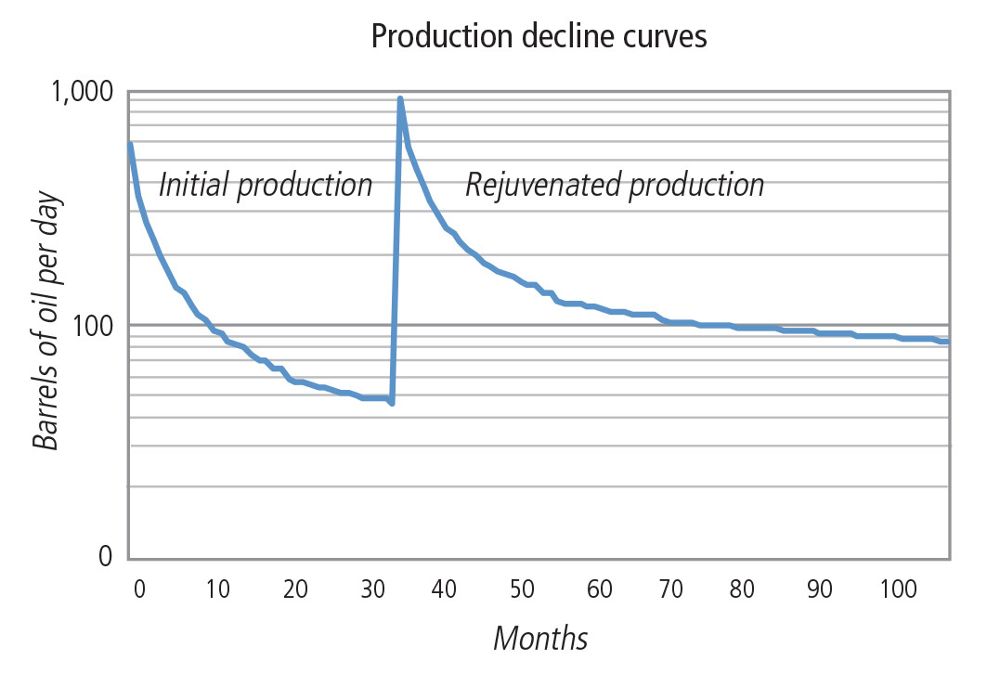 Production decline curves
1,000
Initial production
Rejuvenated production
100
0
Barrels of oil per day
0 10 20 30 40 50 60 70 80 90 100
Months